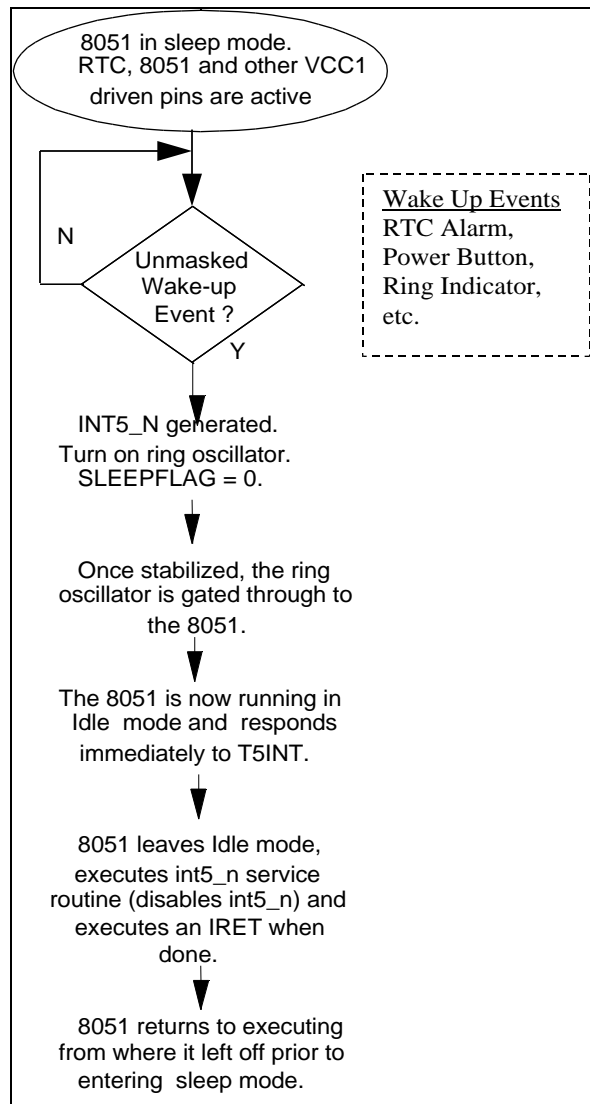 8051 in sleep mode.
RTC, 8051 and other VCC1
driven pins are active
N
Unmasked
Wake-up
Event ?
Y
Wake Up Events
RTC Alarm,
Power Button,
Ring Indicator,
etc.
INT5_N generated.
Turn on ring oscillator.
SLEEPFLAG = 0.
Once stabilized, the ring
oscillator is gated through to
the 8051.
The 8051 is now running in
Idle mode and responds
immediately to T5INT.
8051 leaves Idle mode,
executes int5_n service
routine (disables int5_n) and
executes an IRET when
done.
8051 returns to executing
from where it left off prior to
entering sleep mode.